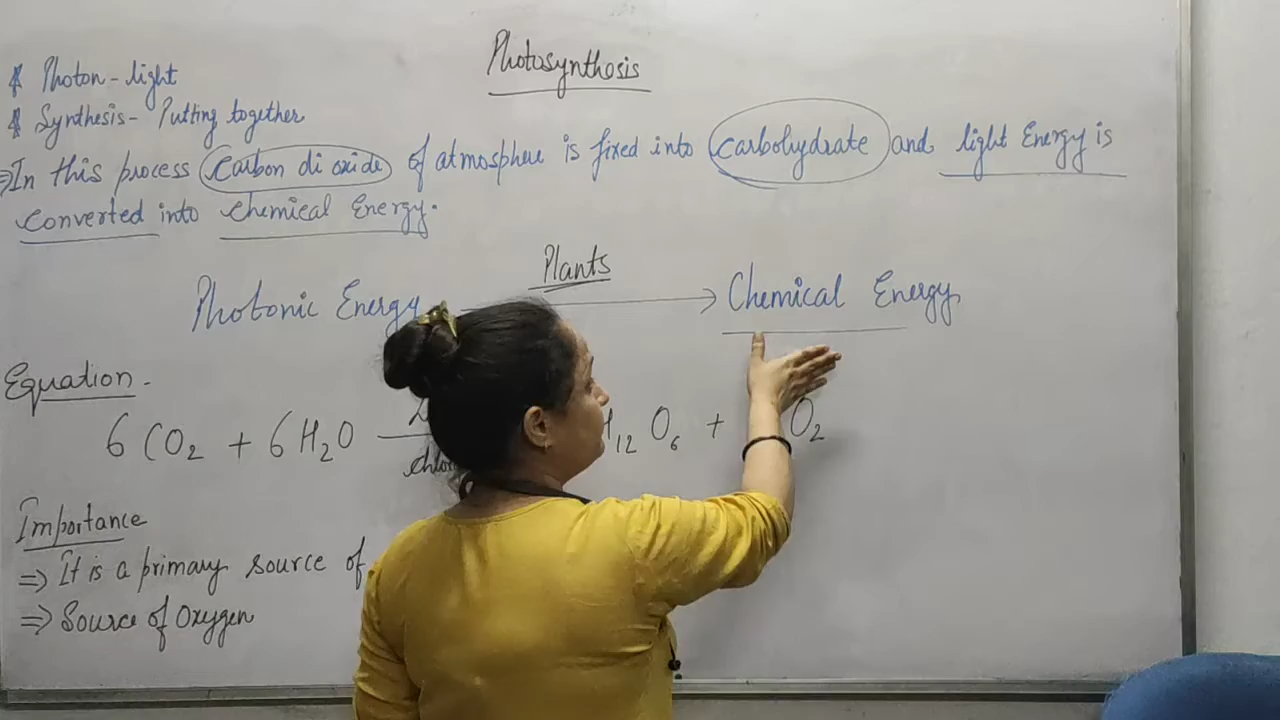 Photosynthesis
* Photon - light
* Synthesis - Putting together
⇒ In this process Carbon di oxide of atmosphere is fixed into carbohydrate and light Energy is
converted into Chemical Energy.
Plants
Photonic Energy → Chemical Energy
Equation -
6 CO₂ + 6 H₂O 12 O₆ + O₂
Importance
⇒ It is a primary source of
⇒ Source of Oxygen